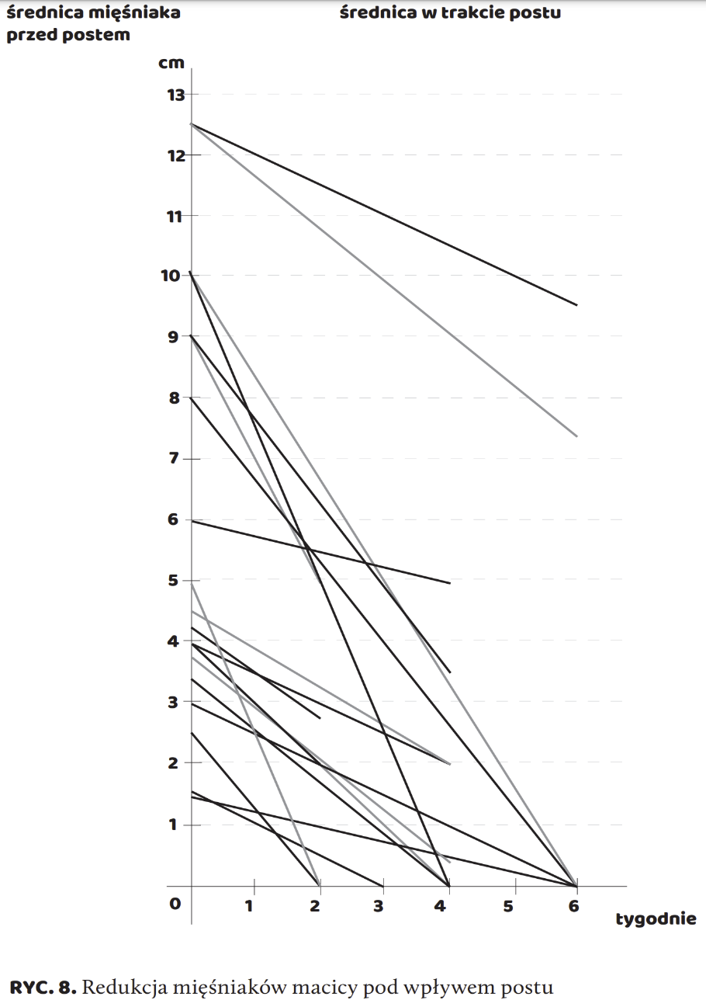 średnica mięśniaka
przed postem
średnica w trakcie postu
cm
13
12
11
10
9
8
7
6
5
4
3
2
1
0 1 2 3 4 5 6
tygodnie
RYC. 8. Redukcja mięśniaków macicy pod wpływem postu